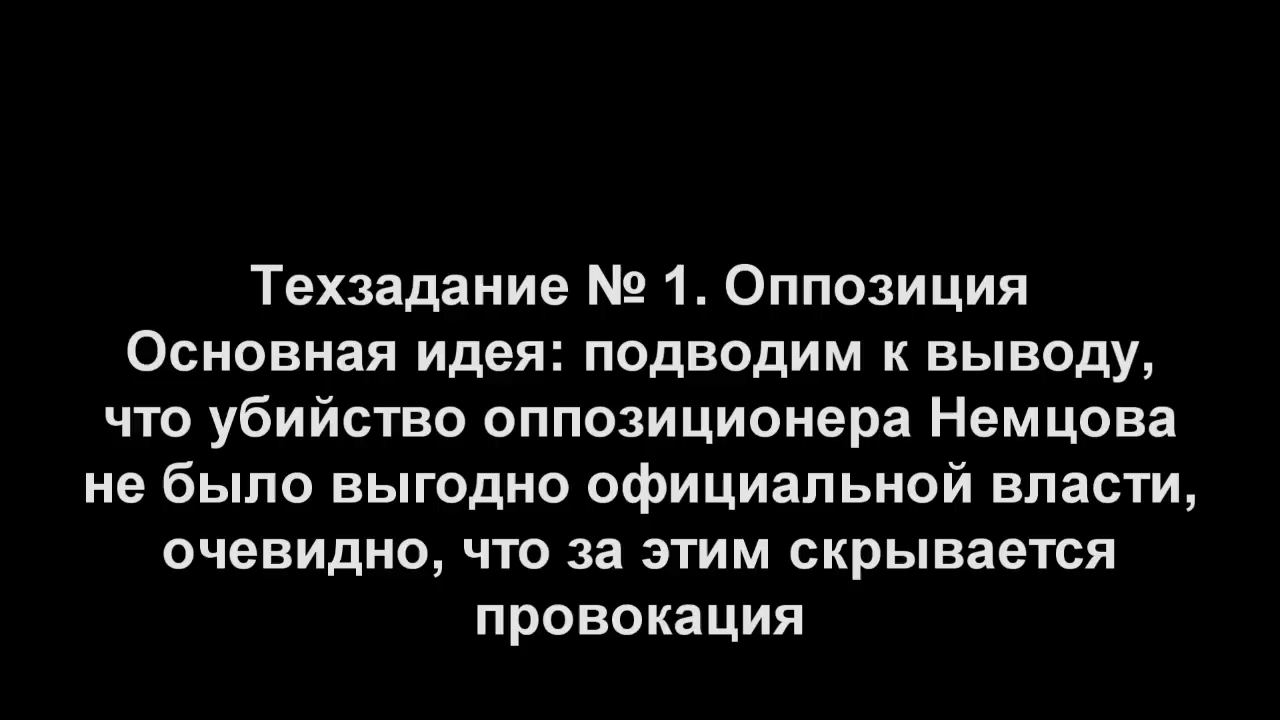 Техзадание № 1. Оппозиция
Основная идея: подводим к выводу,
что убийство оппозиционера Немцова
не было выгодно официальной власти,
очевидно, что за этим скрывается
провокация